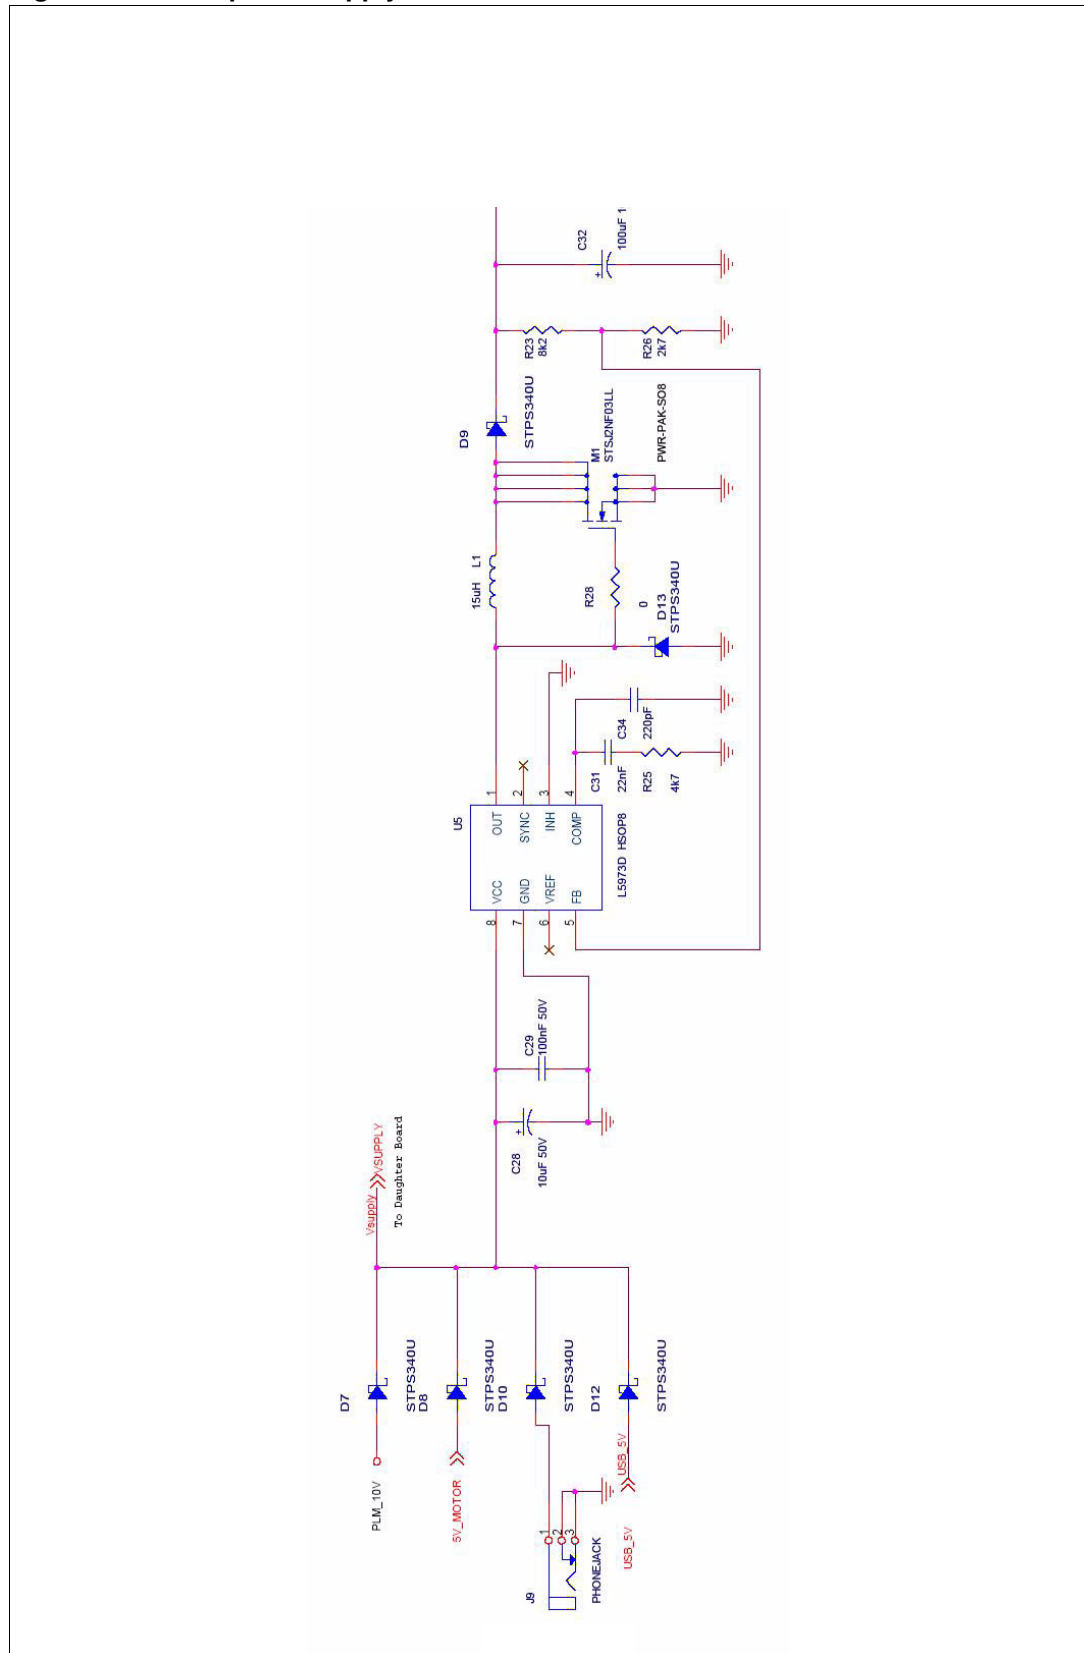 C32
100uF 1
R23
8k2
R26
2k7
D9
STPS340U
M1
STSJ2NF03LL
PWR-PAK-SO8
15uH L1
R28
0
D13
STPS340U
C34
220pF
C31
22nF
R25
4k7
U5
1
2
3
4
OUT
SYNC
INH
COMP
VCC
GND
VREF
FB
8
7
6
5
L5973D HSOP8
C29
100nF 50V
C28
10uF 50V
Vsupply
VSUPPLY
To Daughter Board
D7
STPS340U
D8
STPS340U
D10
STPS340U
D12
STPS340U
PLM_10V
5V_MOTOR
USB_5V
USB_5V
1
2
3
J9
PHONEJACK